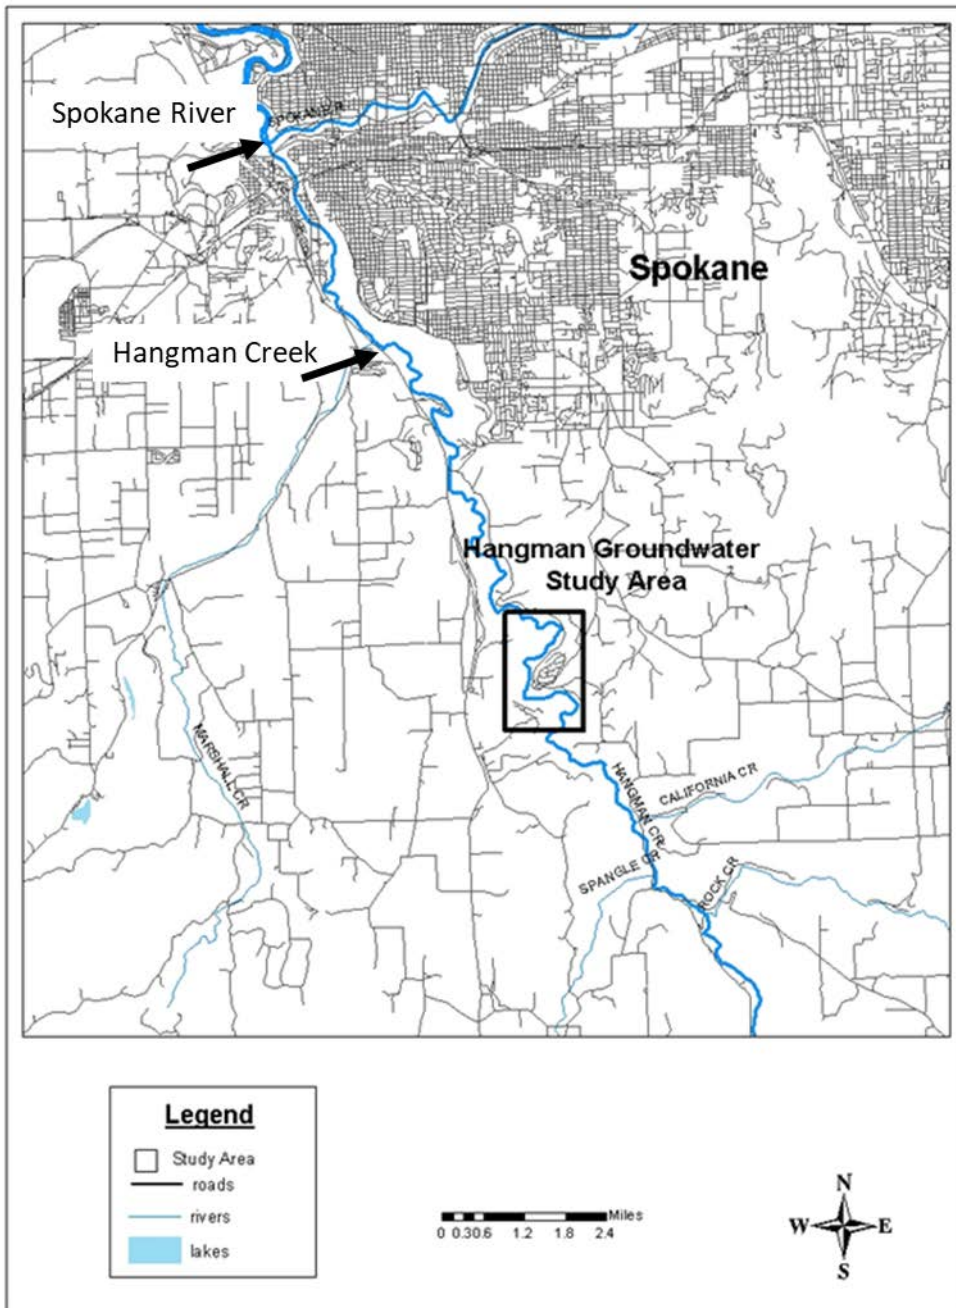 Spokane River
SPOKANE R
Spokane
Hangman Creek
Hangman Groundwater
Study Area
MARSHALL CR
HANGMAN CR
CALIFORNIA CR
SPANGLE CR
ROCK CR
Legend
Study Area
roads
rivers
lakes
Miles
0 0.30.6 1.2 1.8 2.4
N
W E
S